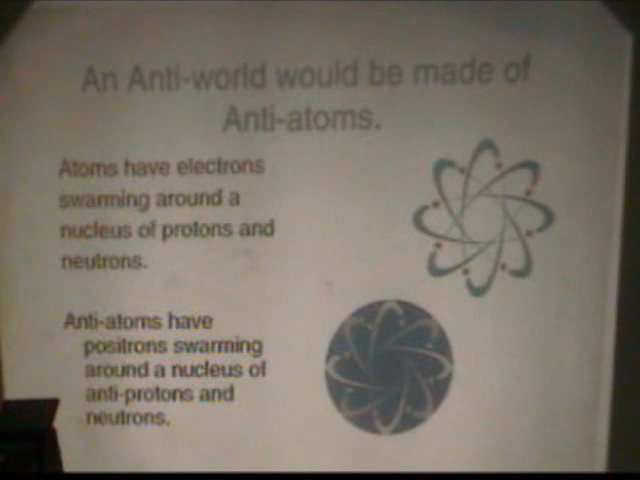 An Anti-world would be made of
Anti-atoms.
Atoms have electrons
swarming around a
nucleus of protons and
neutrons.
Anti-atoms have
positrons swarming
around a nucleus of
anti-protons and
neutrons.